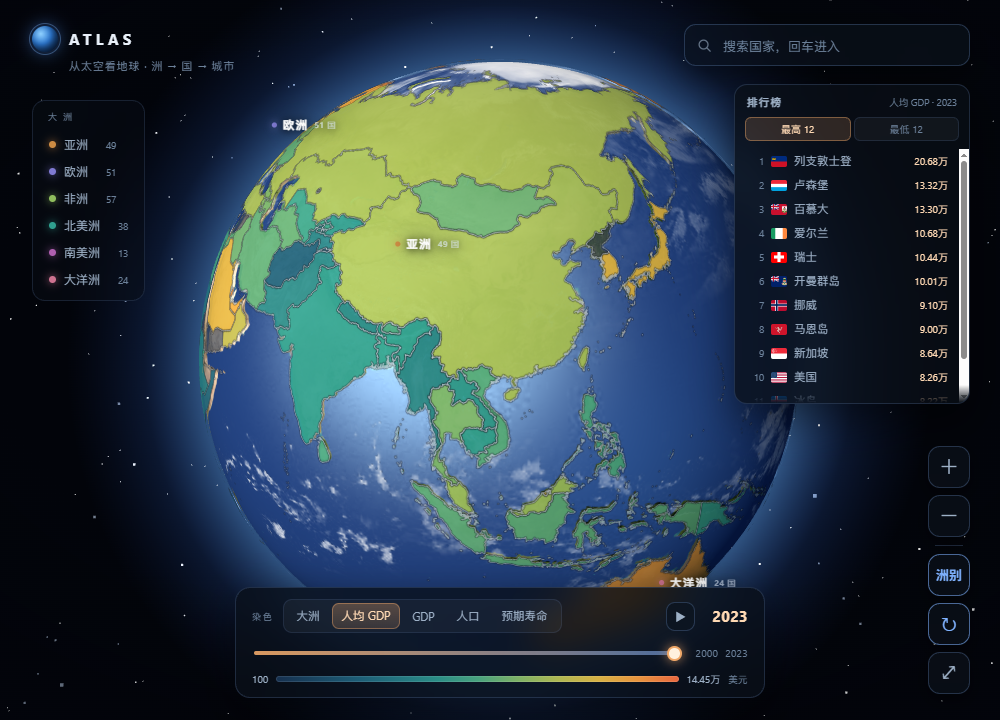 ATLAS
从太空看地球 · 洲 → 国 → 城市
搜索国家，回车进入
大 洲
亚洲 49
欧洲 51
非洲 57
北美洲 38
南美洲 13
大洋洲 24
欧洲 51 国
亚洲 49 国
大洋洲 24 国
排行榜 人均 GDP · 2023
最高 12 最低 12
1 列支敦士登 20.68万
2 卢森堡 13.32万
3 百慕大 13.30万
4 爱尔兰 10.68万
5 瑞士 10.44万
6 开曼群岛 10.01万
7 挪威 9.10万
8 马恩岛 9.00万
9 新加坡 8.64万
10 美国 8.26万
洲别
染色 大洲 人均 GDP GDP 人口 预期寿命 2023
2000 2023
100 14.45万 美元